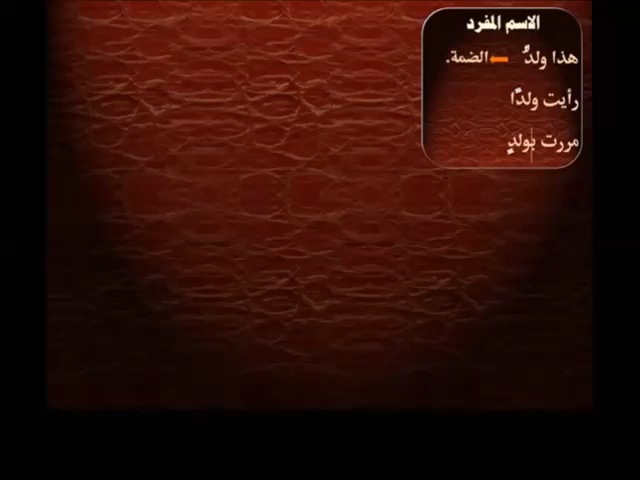 الاسم المفرد
هذا ولدٌ ← الضمة.
رأيت ولدًا
مررت بولدٍ